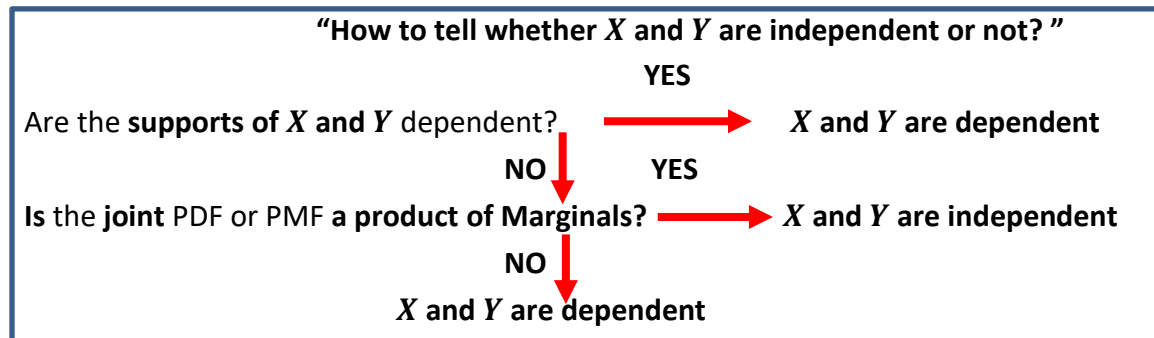 “How to tell whether X and Y are independent or not? ”
YES
Are the supports of X and Y dependent? X and Y are dependent
NO YES
Is the joint PDF or PMF a product of Marginals? X and Y are independent
NO
X and Y are dependent